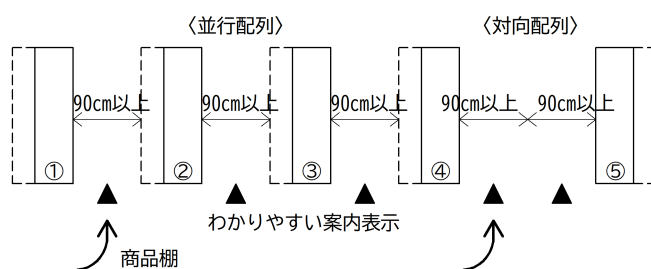 〈並行配列〉
〈対向配列〉
90cm以上
90cm以上
90cm以上
90cm以上
90cm以上
①
②
③
④
⑤
わかりやすい案内表示
商品棚